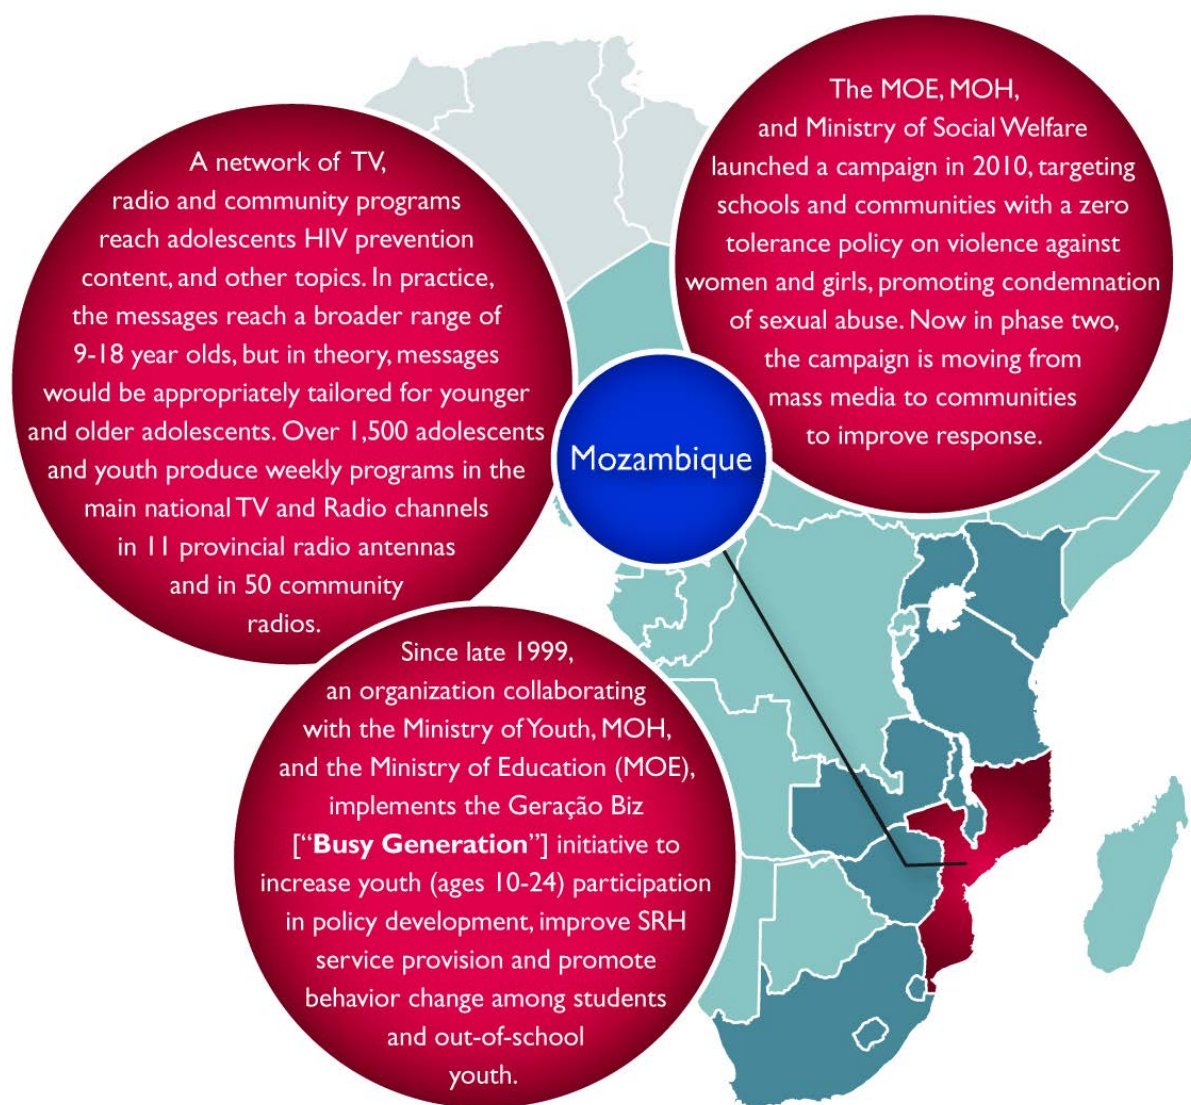 A network of TV,
radio and community programs
reach adolescents HIV prevention
content, and other topics. In practice,
the messages reach a broader range of
9-18 year olds, but in theory, messages
would be appropriately tailored for younger
and older adolescents. Over 1,500 adolescents
and youth produce weekly programs in the
main national TV and Radio channels
in 11 provincial radio antennas
and in 50 community
radios.
The MOE, MOH,
and Ministry of Social Welfare
launched a campaign in 2010, targeting
schools and communities with a zero
tolerance policy on violence against
women and girls, promoting condemnation
of sexual abuse. Now in phase two,
the campaign is moving from
mass media to communities
to improve response.
Mozambique
Since late 1999,
an organization collaborating
with the Ministry of Youth, MOH,
and the Ministry of Education (MOE),
implements the Geração Biz
[“Busy Generation”] initiative to
increase youth (ages 10-24) participation
in policy development, improve SRH
service provision and promote
behavior change among students
and out-of-school
youth.